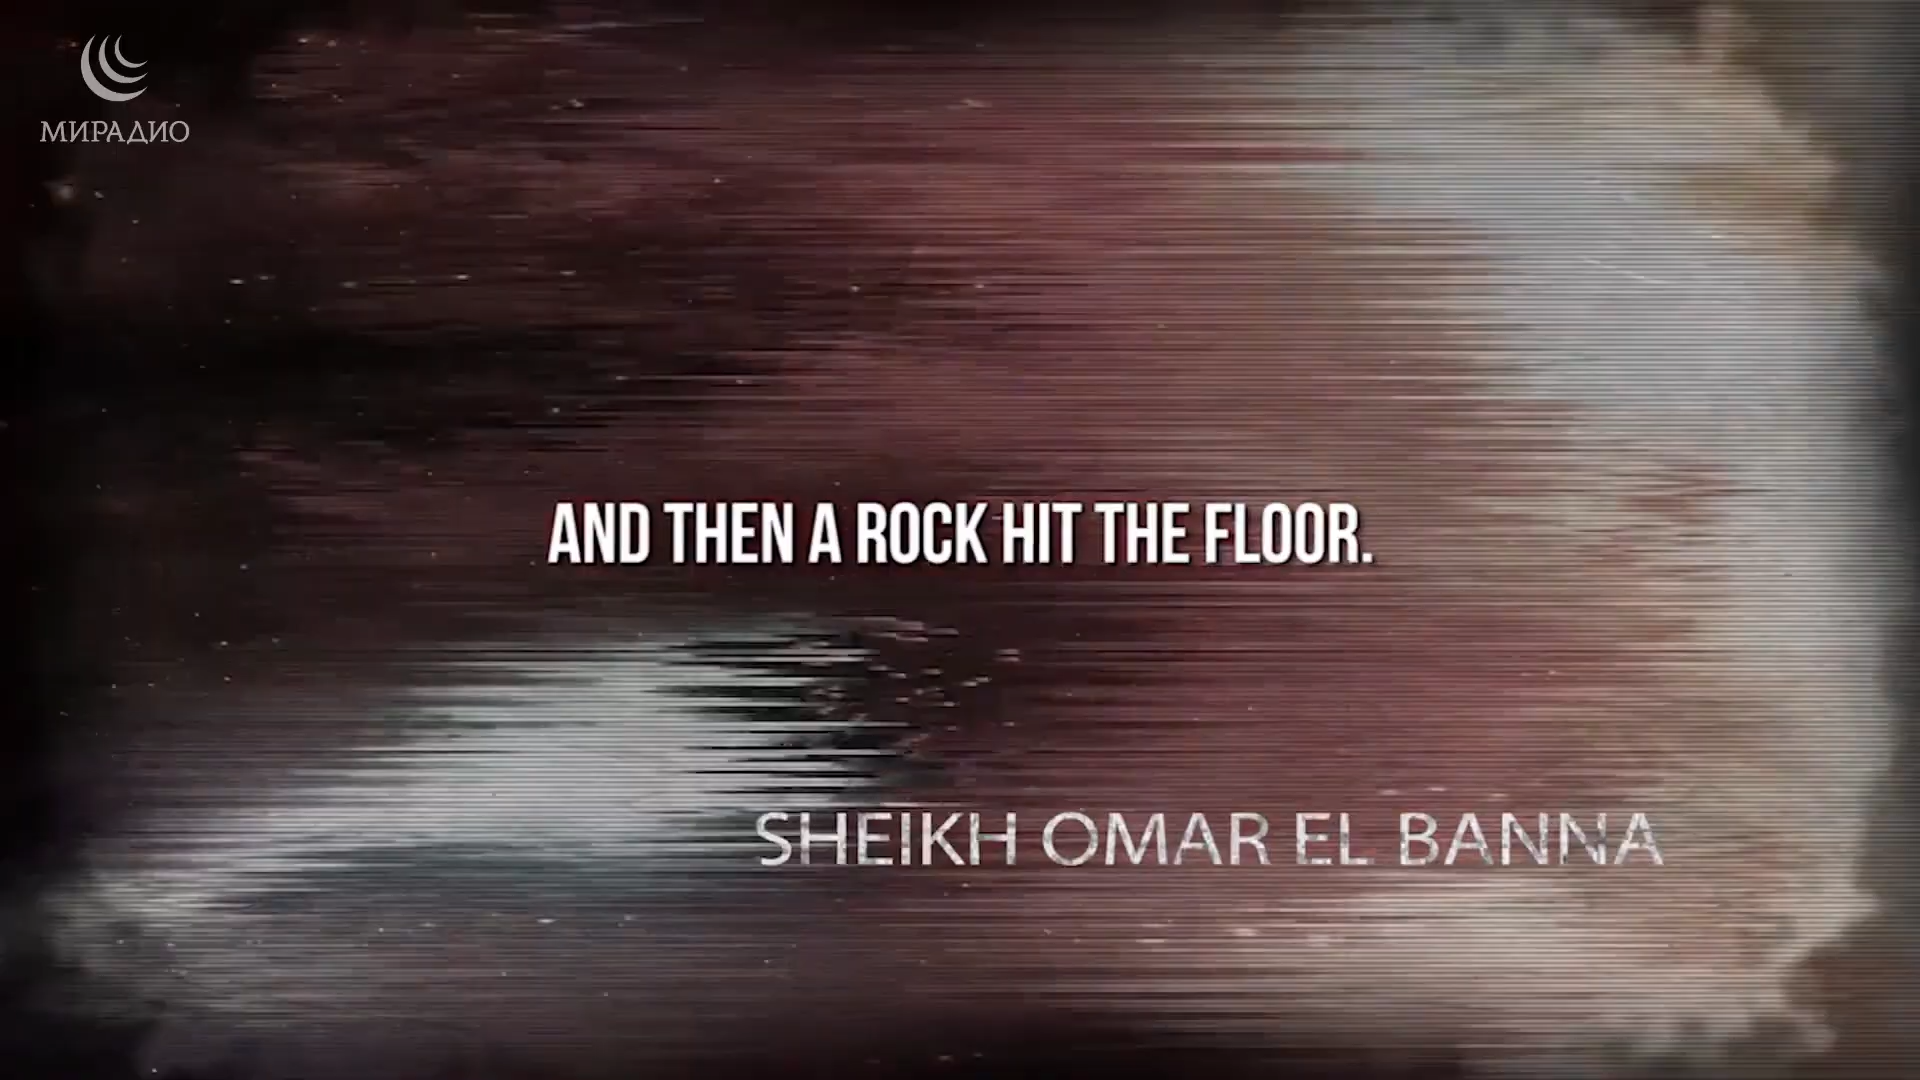 МИРАДИО
AND THEN A ROCK HIT THE FLOOR.
SHEIKH OMAR EL BANNA